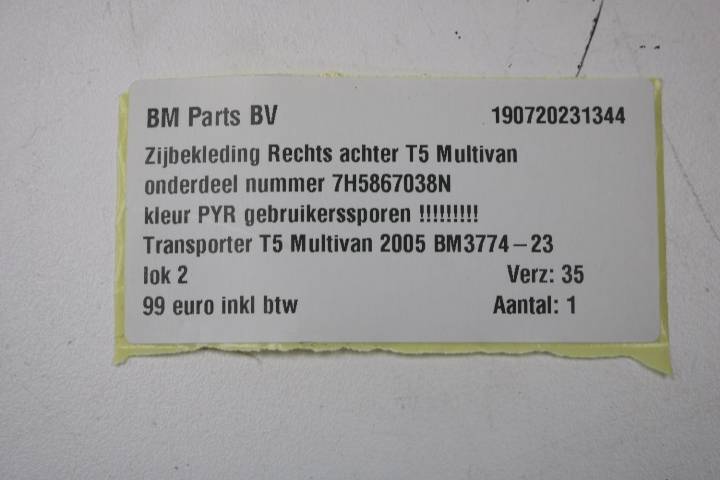 BM Parts BV 190720231344
Zijbekleding Rechts achter T5 Multivan
onderdeel nummer 7H5867038N
kleur PYR gebruikerssporen !!!!!!!!!
Transporter T5 Multivan 2005 BM3774-23
lok 2 Verz: 35
99 euro inkl btw Aantal: 1